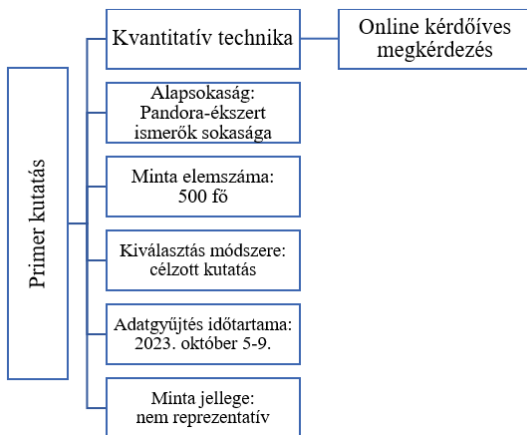 Primer kutatás
Kvantitatív technika
Online kérdőíves
megkérdezés
Alapsokaság:
Pandora-ékszert
ismerők sokasága
Minta elemszáma:
500 fő
Kiválasztás módszere:
célzott kutatás
Adatgyűjtés időtartama:
2023. október 5-9.
Minta jellege:
nem reprezentatív